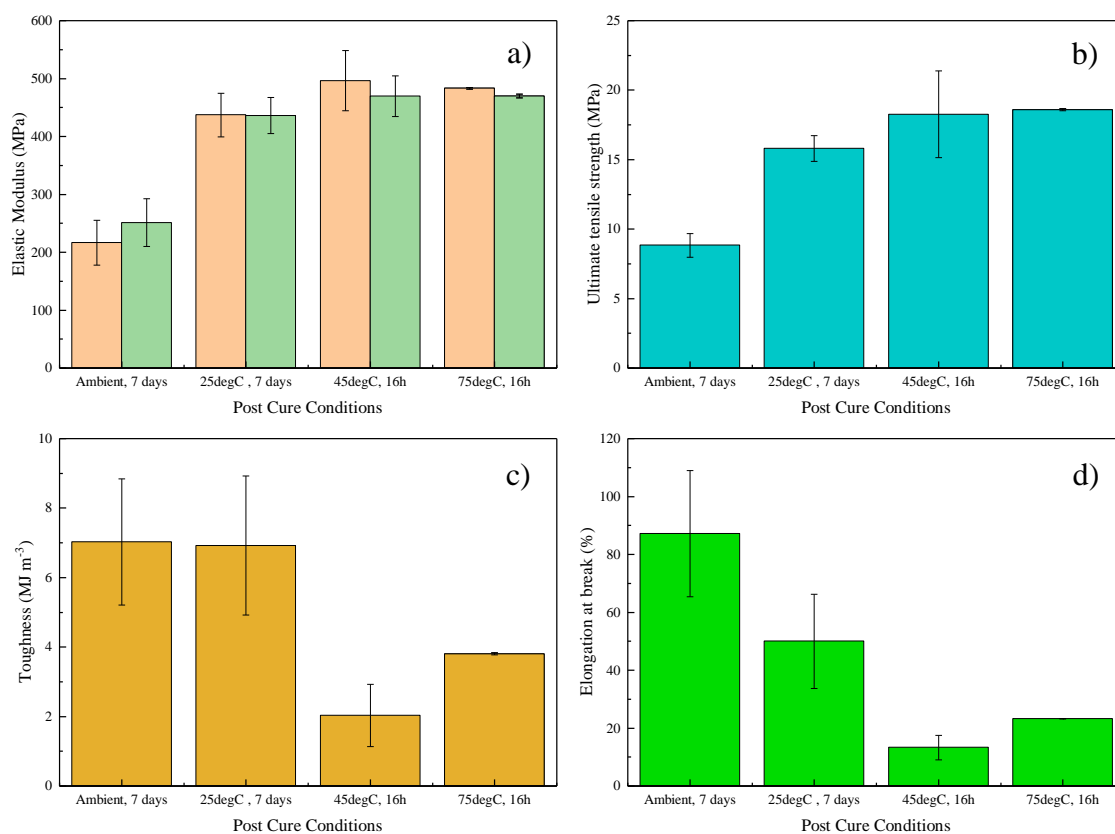 a)
600
500
400
300
200
100
0
Elastic Modulus (MPa)
Ambient, 7 days 25degC , 7 days 45degC, 16h 75degC, 16h
Post Cure Conditions
b)
25
20
15
10
5
0
Ultimate tensile strength (MPa)
Ambient, 7 days 25degC , 7 days 45degC, 16h 75degC, 16h
Post Cure Conditions
c)
10
8
6
4
2
0
Toughness (MJ m⁻³)
Ambient, 7 days 25degC , 7 days 45degC, 16h 75degC, 16h
Post Cure Conditions
d)
120
100
80
60
40
20
0
Elongation at break (%)
Ambient, 7 days 25degC , 7 days 45degC, 16h 75degC, 16h
Post Cure Conditions